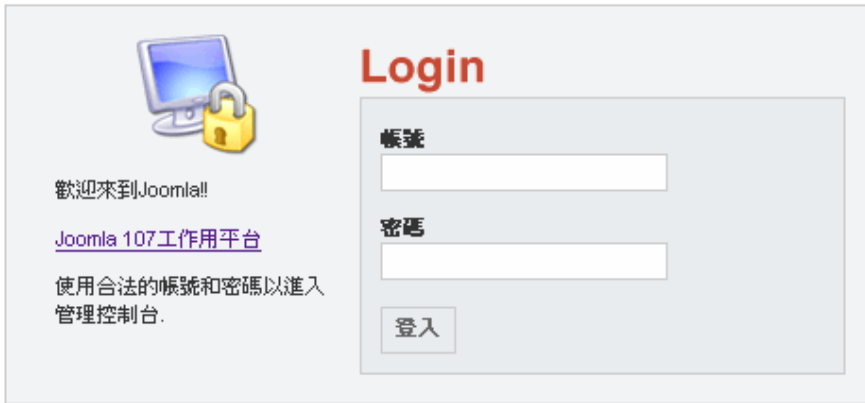 Login
帳號
歡迎來到Joomla!!
密碼
Joomla 107工作用平台
使用合法的帳號和密碼以進入
管理控制台.
登入